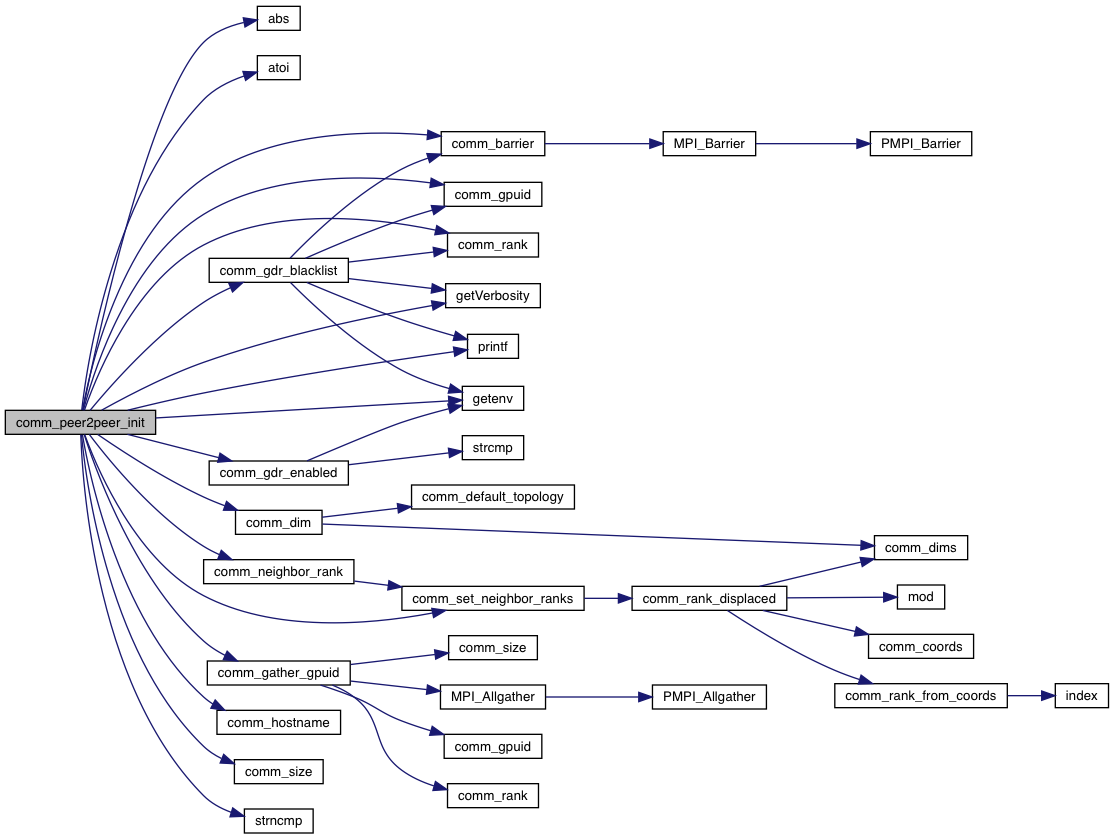 abs
atoi
comm_barrier
MPI_Barrier
PMPI_Barrier
comm_gpuid
comm_rank
comm_gdr_blacklist
getVerbosity
printf
getenv
comm_peer2peer_init
strcmp
comm_gdr_enabled
comm_default_topology
comm_dim
comm_dims
comm_neighbor_rank
comm_set_neighbor_ranks
comm_rank_displaced
mod
comm_size
comm_coords
comm_gather_gpuid
MPI_Allgather
PMPI_Allgather
comm_rank_from_coords
index
comm_hostname
comm_gpuid
comm_size
comm_rank
strncmp